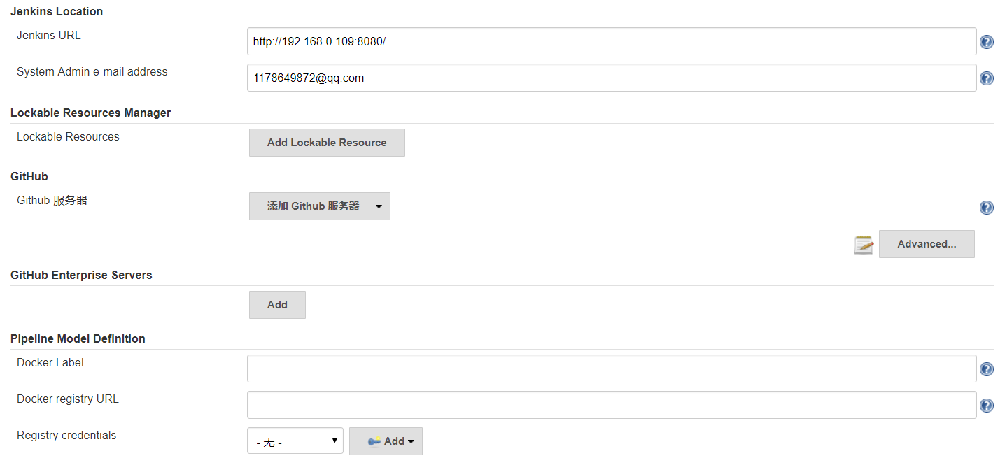 Jenkins Location
Jenkins URL
http://192.168.0.109:8080/
System Admin e-mail address
1178649872@qq.com
Lockable Resources Manager
Lockable Resources
Add Lockable Resource
GitHub
Github 服务器
添加 Github 服务器
Advanced...
GitHub Enterprise Servers
Add
Pipeline Model Definition
Docker Label
Docker registry URL
Registry credentials
- 无 -
Add